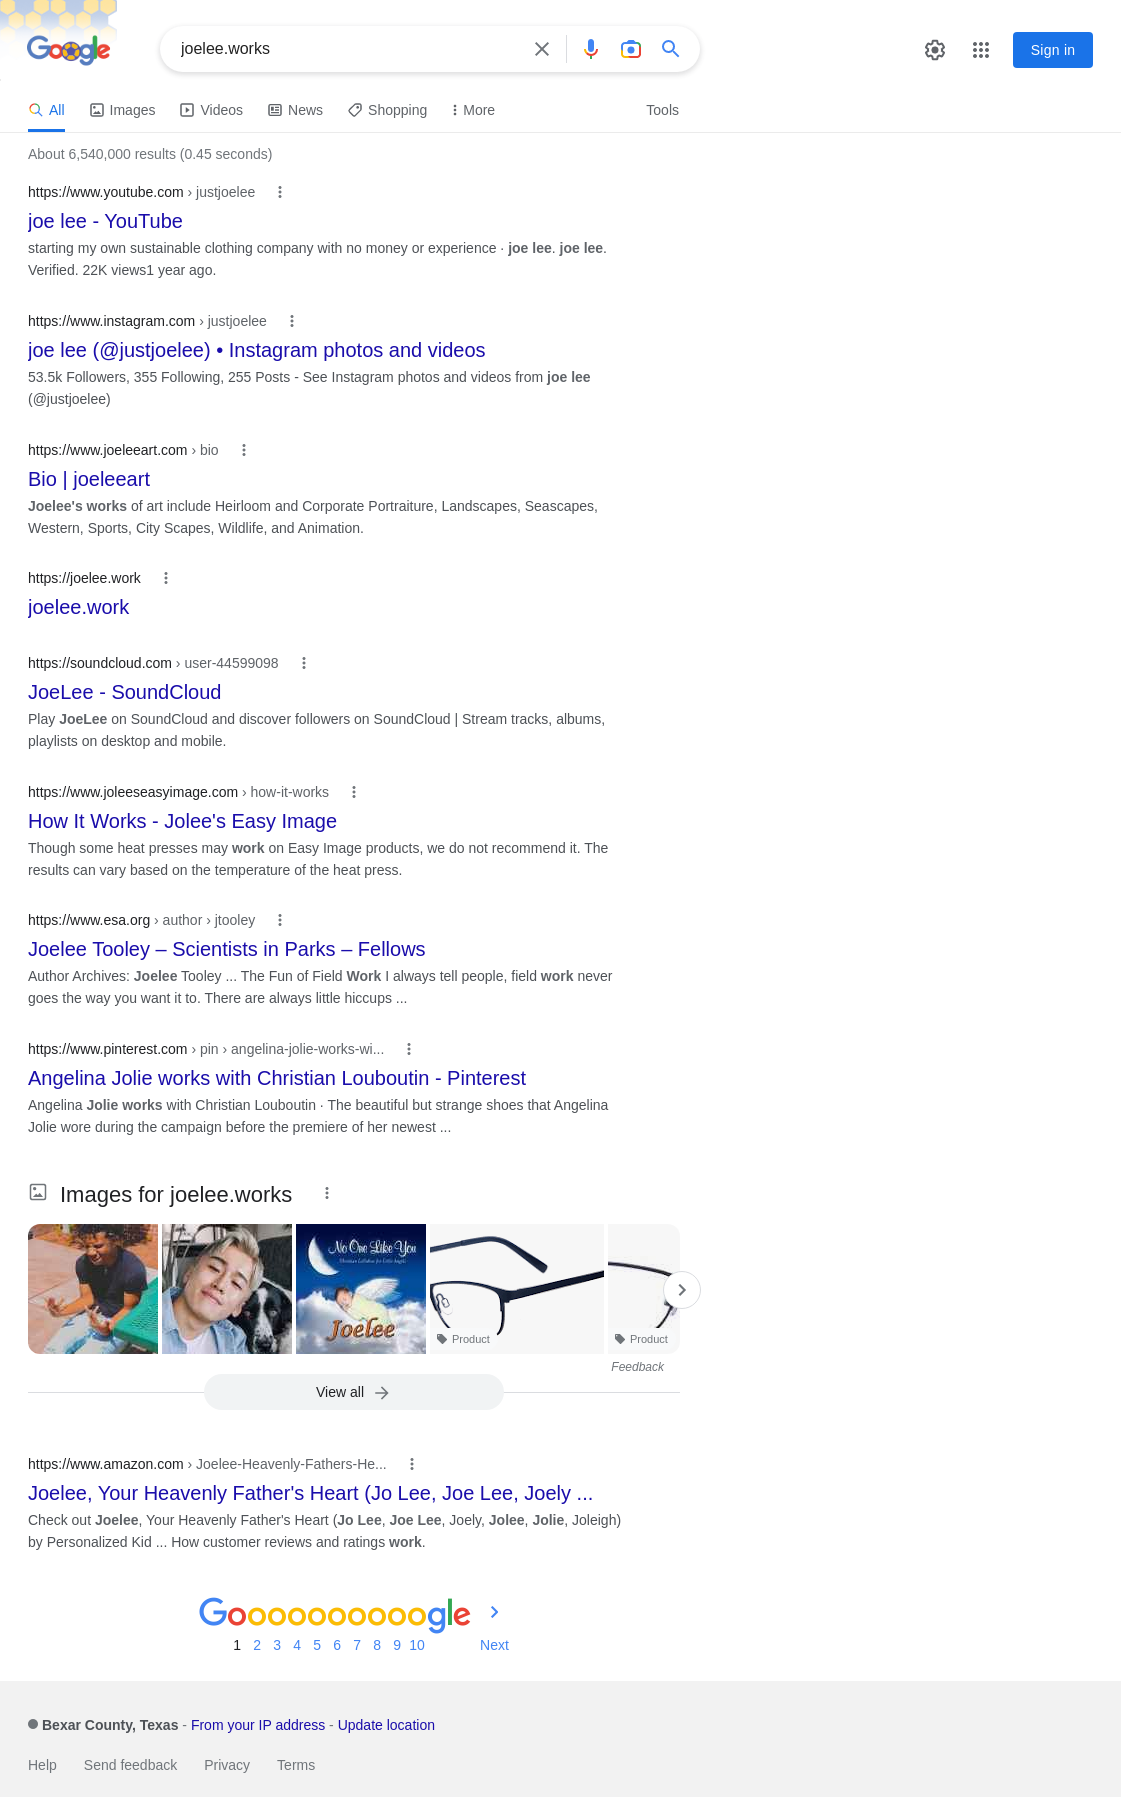 Google
joelee.works
Sign in
All Images Videos News Shopping More Tools
About 6,540,000 results (0.45 seconds)
https://www.youtube.com › justjoelee
joe lee - YouTube
starting my own sustainable clothing company with no money or experience · joe lee. joe lee.
Verified. 22K views1 year ago.
https://www.instagram.com › justjoelee
joe lee (@justjoelee) • Instagram photos and videos
53.5k Followers, 355 Following, 255 Posts - See Instagram photos and videos from joe lee
(@justjoelee)
https://www.joeleeart.com › bio
Bio | joeleeart
Joelee's works of art include Heirloom and Corporate Portraiture, Landscapes, Seascapes,
Western, Sports, City Scapes, Wildlife, and Animation.
https://joelee.work
joelee.work
https://soundcloud.com › user-44599098
JoeLee - SoundCloud
Play JoeLee on SoundCloud and discover followers on SoundCloud | Stream tracks, albums,
playlists on desktop and mobile.
https://www.joleeseasyimage.com › how-it-works
How It Works - Jolee's Easy Image
Though some heat presses may work on Easy Image products, we do not recommend it. The
results can vary based on the temperature of the heat press.
https://www.esa.org › author › jtooley
Joelee Tooley – Scientists in Parks – Fellows
Author Archives: Joelee Tooley ... The Fun of Field Work I always tell people, field work never
goes the way you want it to. There are always little hiccups ...
https://www.pinterest.com › pin › angelina-jolie-works-wi...
Angelina Jolie works with Christian Louboutin - Pinterest
Angelina Jolie works with Christian Louboutin · The beautiful but strange shoes that Angelina
Jolie wore during the campaign before the premiere of her newest ...
Images for joelee.works
No One Like You
Christian Lullabies for Little Angels
Joelee
Product
Product
Feedback
View all
https://www.amazon.com › Joelee-Heavenly-Fathers-He...
Joelee, Your Heavenly Father's Heart (Jo Lee, Joe Lee, Joely ...
Check out Joelee, Your Heavenly Father's Heart (Jo Lee, Joe Lee, Joely, Jolee, Jolie, Joleigh)
by Personalized Kid ... How customer reviews and ratings work.
Goooooooooogle
1 2 3 4 5 6 7 8 9 10 Next
Bexar County, Texas - From your IP address - Update location
Help Send feedback Privacy Terms